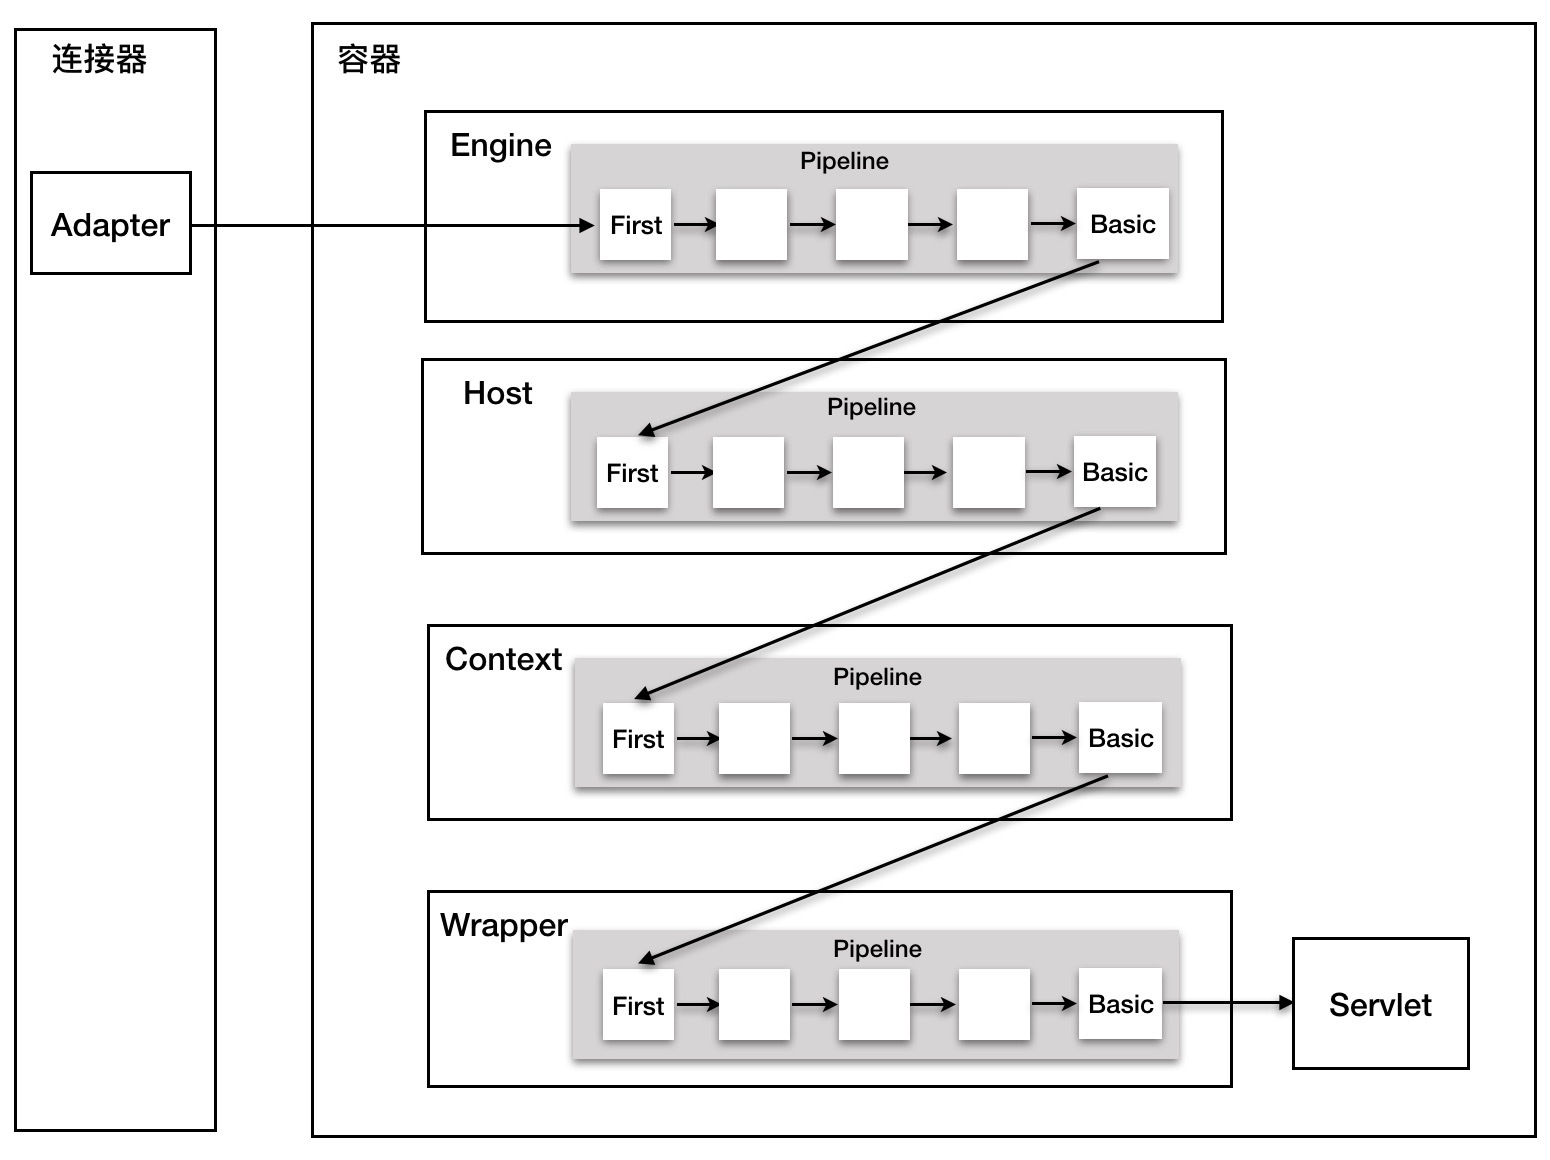 连接器
Adapter
容器
Engine
Pipeline
First
Basic
Host
Pipeline
First
Basic
Context
Pipeline
First
Basic
Wrapper
Pipeline
First
Basic
Servlet